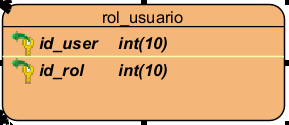 rol_usuario
id_user int(10)
id_rol int(10)